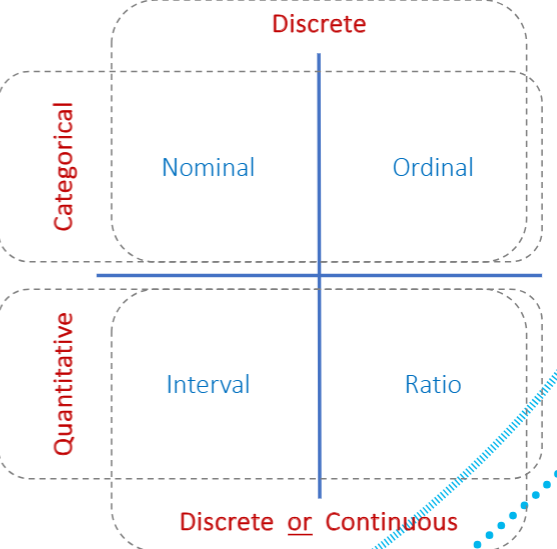 Discrete
Categorical
Nominal
Ordinal
Quantitative
Interval
Ratio
Discrete or Continuous